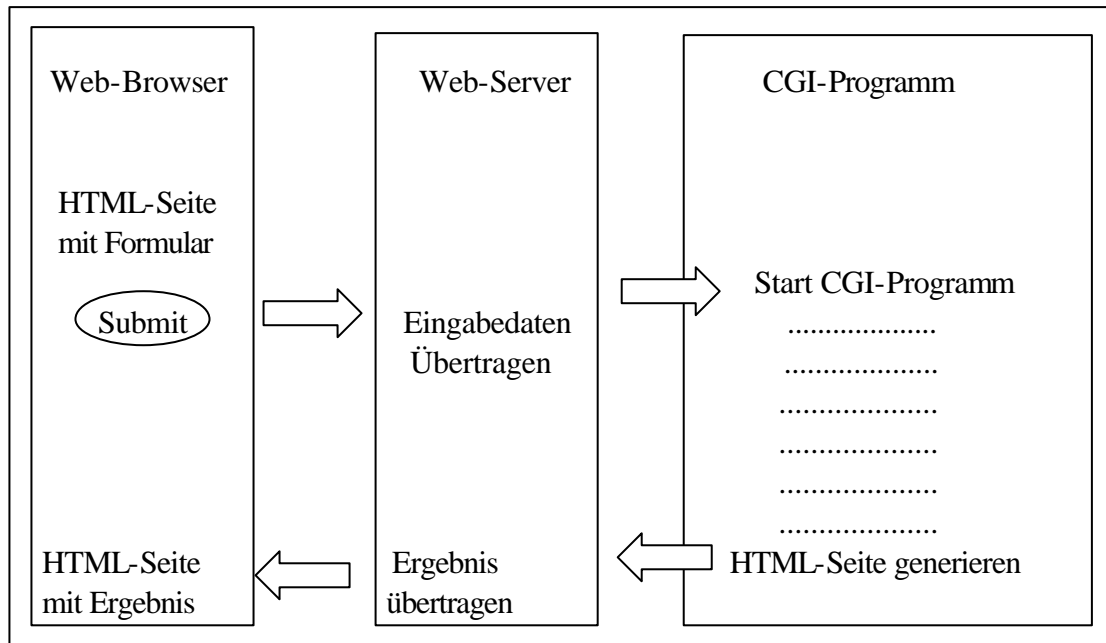 Web-Browser
HTML-Seite
mit Formular
Submit
HTML-Seite
mit Ergebnis
Web-Server
Eingabedaten
Übertragen
Ergebnis
übertragen
CGI-Programm
Start CGI-Programm
...................
...................
....................
....................
....................
....................
HTML-Seite generieren